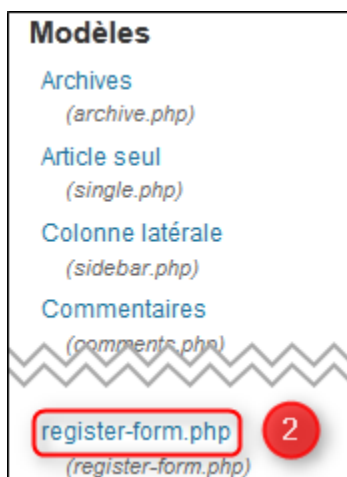 Modèles
Archives
(archive.php)
Article seul
(single.php)
Colonne latérale
(sidebar.php)
Commentaires
(comments.php)
register-form.php 2
(register-form.php)